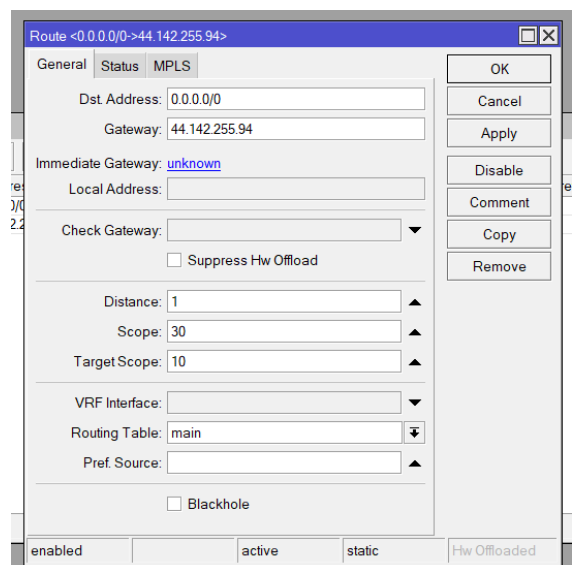 Route <0.0.0.0/0->44.142.255.94>
General Status MPLS
Dst. Address: 0.0.0.0/0
Gateway: 44.142.255.94
Immediate Gateway: unknown
Local Address:
Check Gateway:
Suppress Hw Offload
Distance: 1
Scope: 30
Target Scope: 10
VRF Interface:
Routing Table: main
Pref. Source:
Blackhole
OK
Cancel
Apply
Disable
Comment
Copy
Remove
enabled active static Hw Offloaded